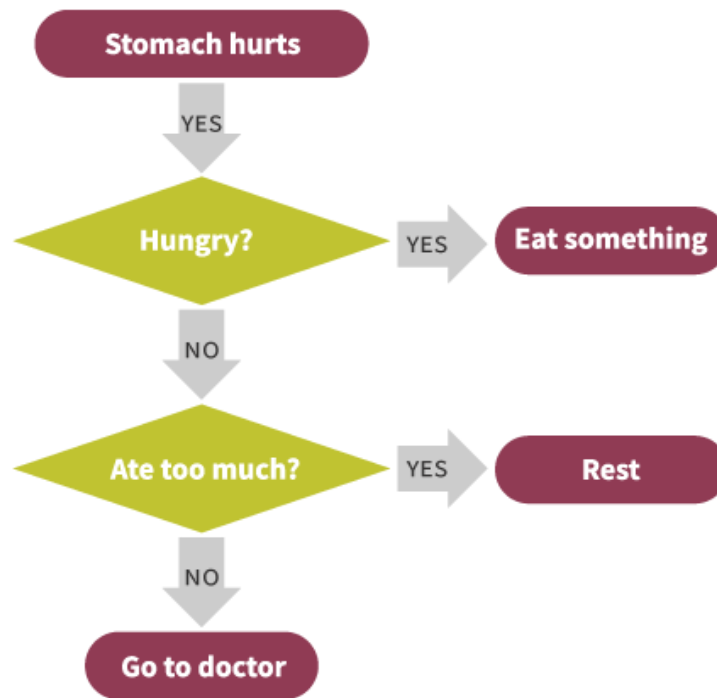 Stomach hurts
YES
Hungry?
YES
Eat something
NO
Ate too much?
YES
Rest
NO
Go to doctor